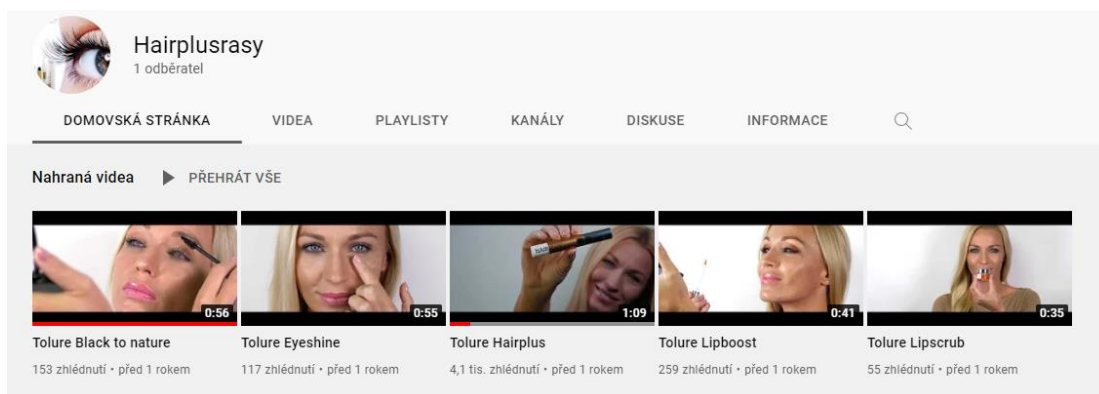 Hairplusrasy
1 odběratel
DOMOVSKÁ STRÁNKA VIDEA PLAYLISTY KANÁLY DISKUSE INFORMACE
Nahraná videa PŘEHRÁT VŠE
0:56 0:55 1:09 0:41 0:35
Tolure Black to nature Tolure Eyeshine Tolure Hairplus Tolure Lipboost Tolure Lipscrub
153 zhlédnutí • před 1 rokem 117 zhlédnutí • před 1 rokem 4,1 tis. zhlédnutí • před 1 rokem 259 zhlédnutí • před 1 rokem 55 zhlédnutí • před 1 rokem